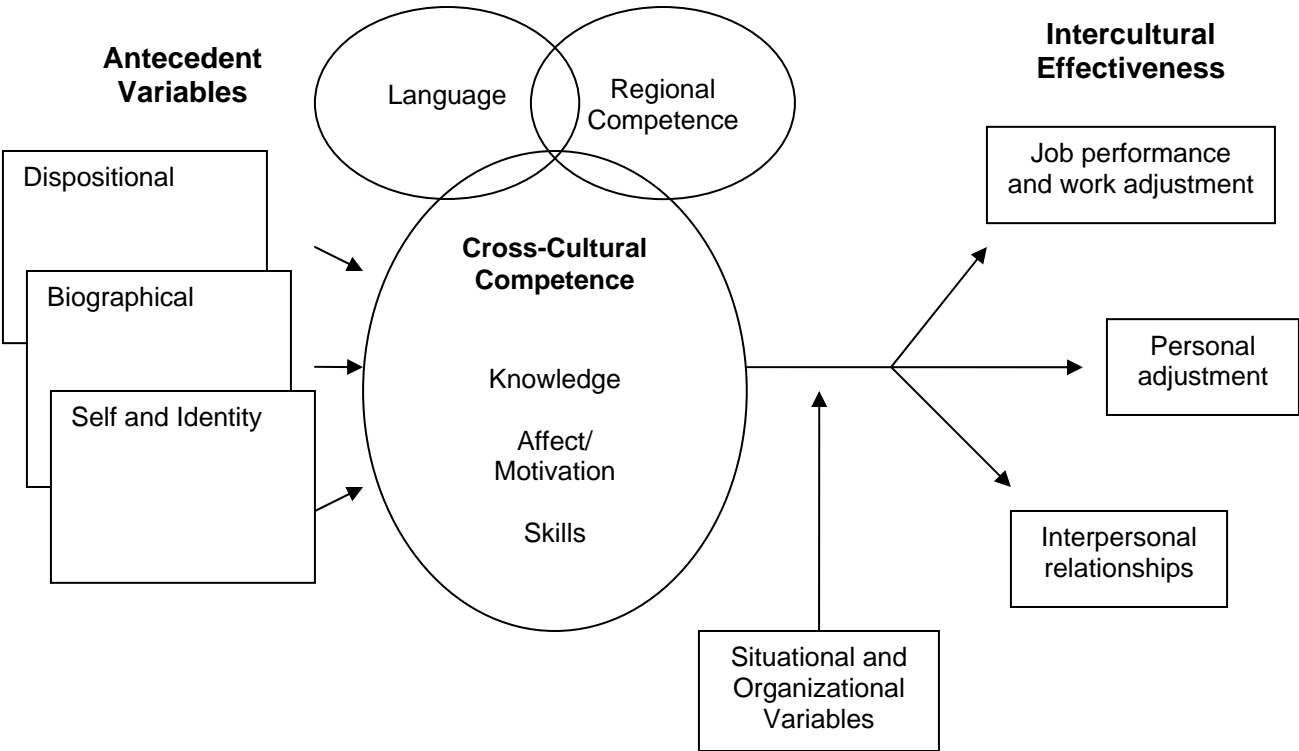 Antecedent
Variables
Dispositional
Biographical
Self and Identity
Language
Regional
Competence
Cross-Cultural
Competence
Knowledge
Affect/
Motivation
Skills
Situational and
Organizational
Variables
Intercultural
Effectiveness
Job performance
and work adjustment
Personal
adjustment
Interpersonal
relationships